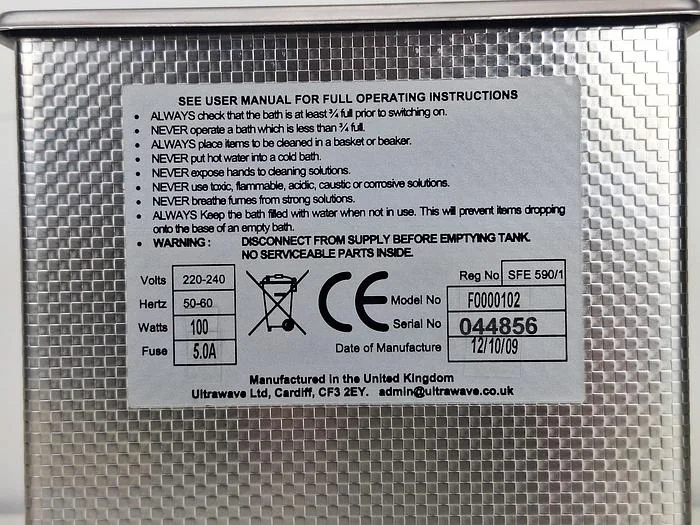 SEE USER MANUAL FOR FULL OPERATING INSTRUCTIONS
• ALWAYS check that the bath is at least ¾ full prior to switching on.
• NEVER operate a bath which is less than ¾ full.
• ALWAYS place items to be cleaned in a basket or beaker.
• NEVER put hot water into a cold bath.
• NEVER expose hands to cleaning solutions.
• NEVER use toxic, flammable, acidic, caustic or corrosive solutions.
• NEVER breathe fumes from strong solutions.
• ALWAYS Keep the bath filled with water when not in use. This will prevent items dropping
onto the base of an empty bath.
• WARNING : DISCONNECT FROM SUPPLY BEFORE EMPTYING TANK.
NO SERVICEABLE PARTS INSIDE.
Volts 220-240
Hertz 50-60
Watts 100
Fuse 5.0A
CE
Reg No SFE 590/1
Model No F0000102
Serial No 044856
Date of Manufacture 12/10/09
Manufactured in the United Kingdom
Ultrawave Ltd, Cardiff, CF3 2EY. admin@ultrawave.co.uk